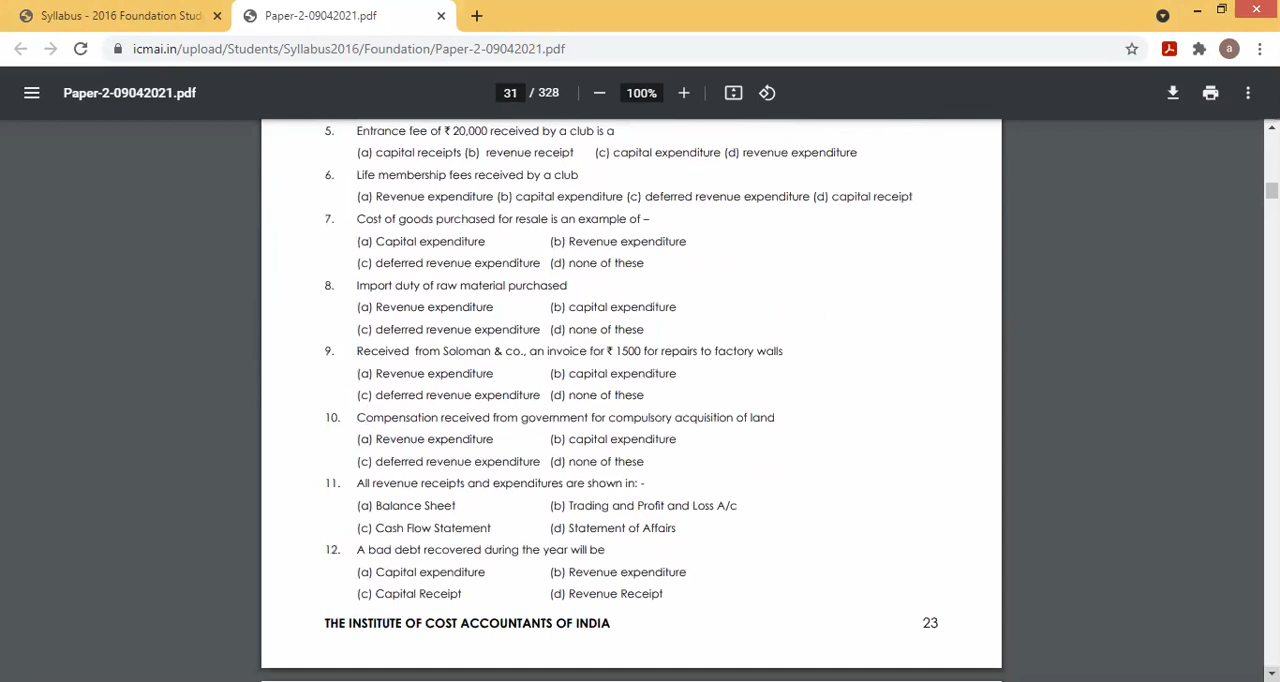 Syllabus - 2016 Foundation Stud
Paper-2-09042021.pdf
icmai.in/upload/Students/Syllabus2016/Foundation/Paper-2-09042021.pdf
a
Paper-2-09042021.pdf
31 / 328
100%
5. Entrance fee of ₹ 20,000 received by a club is a
(a) capital receipts (b) revenue receipt (c) capital expenditure (d) revenue expenditure
6. Life membership fees received by a club
(a) Revenue expenditure (b) capital expenditure (c) deferred revenue expenditure (d) capital receipt
7. Cost of goods purchased for resale is an example of –
(a) Capital expenditure (b) Revenue expenditure
(c) deferred revenue expenditure (d) none of these
8. Import duty of raw material purchased
(a) Revenue expenditure (b) capital expenditure
(c) deferred revenue expenditure (d) none of these
9. Received from Soloman & co., an invoice for ₹ 1500 for repairs to factory walls
(a) Revenue expenditure (b) capital expenditure
(c) deferred revenue expenditure (d) none of these
10. Compensation received from government for compulsory acquisition of land
(a) Revenue expenditure (b) capital expenditure
(c) deferred revenue expenditure (d) none of these
11. All revenue receipts and expenditures are shown in: -
(a) Balance Sheet (b) Trading and Profit and Loss A/c
(c) Cash Flow Statement (d) Statement of Affairs
12. A bad debt recovered during the year will be
(a) Capital expenditure (b) Revenue expenditure
(c) Capital Receipt (d) Revenue Receipt
THE INSTITUTE OF COST ACCOUNTANTS OF INDIA 23